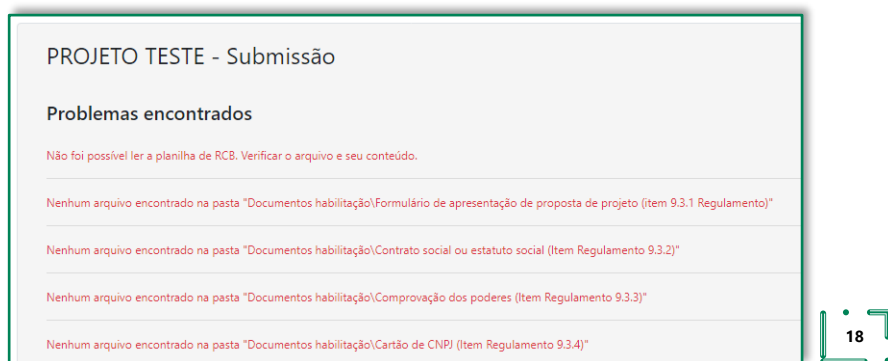 PROJETO TESTE - Submissão
Problemas encontrados
Não foi possível ler a planilha de RCB. Verificar o arquivo e seu conteúdo.
Nenhum arquivo encontrado na pasta "Documentos habilitação\Formulário de apresentação de proposta de projeto (item 9.3.1 Regulamento)"
Nenhum arquivo encontrado na pasta "Documentos habilitação\Contrato social ou estatuto social (Item Regulamento 9.3.2)"
Nenhum arquivo encontrado na pasta "Documentos habilitação\Comprovação dos poderes (Item Regulamento 9.3.3)"
Nenhum arquivo encontrado na pasta "Documentos habilitação\Cartão de CNPJ (Item Regulamento 9.3.4)"
18